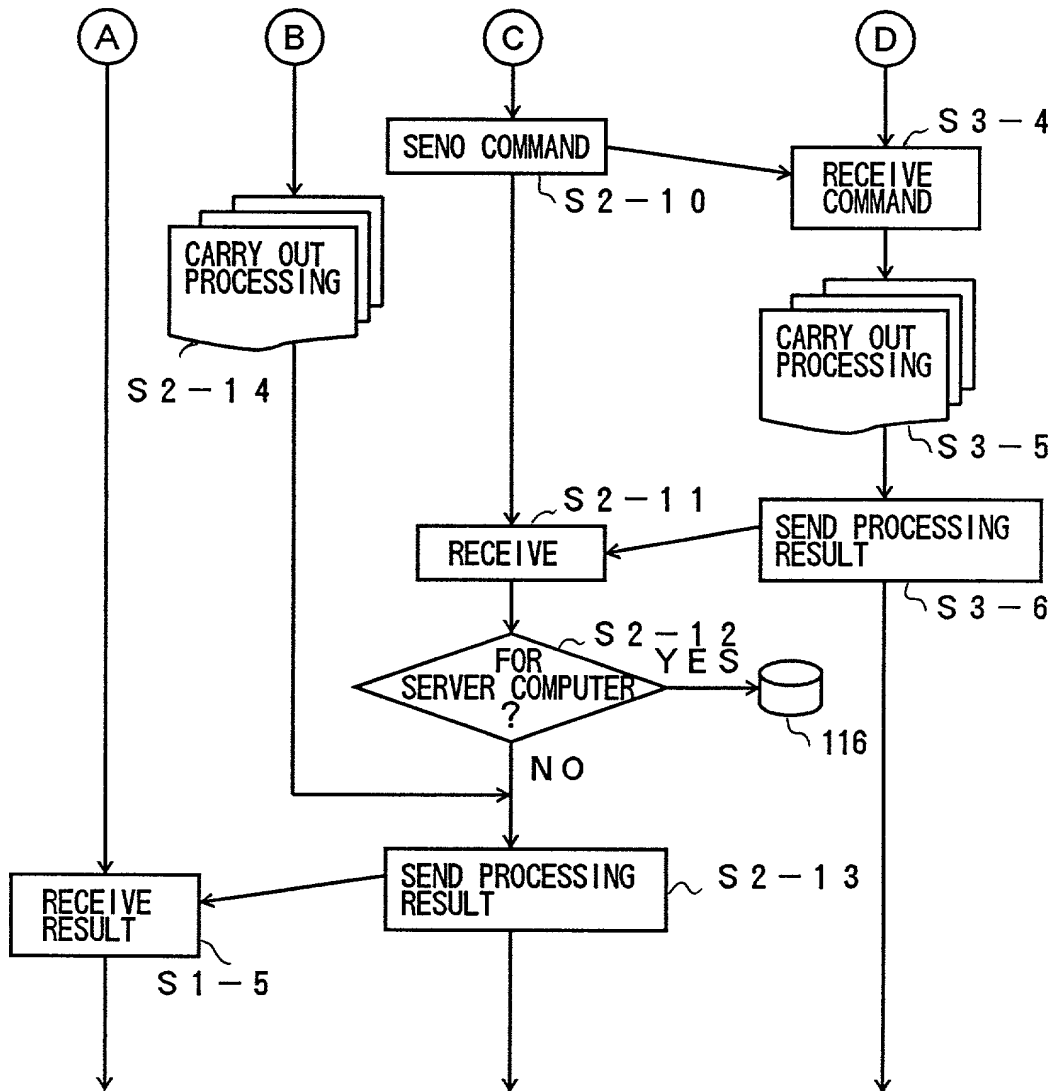 A
B
C
D
S3-4
SENO COMMAND
RECEIVE
COMMAND
S2-10
CARRY OUT
PROCESSING
CARRY OUT
PROCESSING
S2-14
S3-5
S2-11
SEND PROCESSING
RESULT
RECEIVE
S3-6
S2-12
FOR
SERVER COMPUTER
?
YES
116
NO
SEND PROCESSING
RESULT
S2-13
RECEIVE
RESULT
S1-5